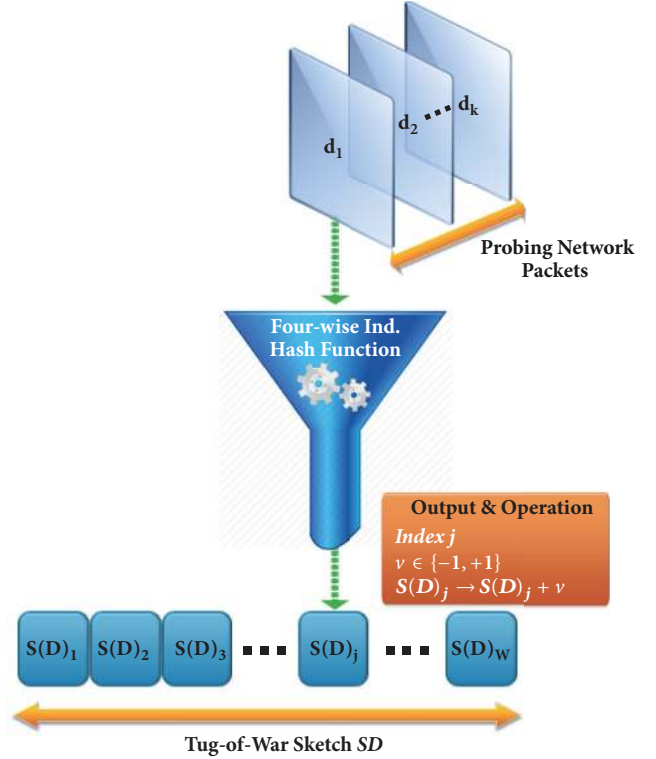 d₁
d₂
dₖ
Probing Network
Packets
Four-wise Ind.
Hash Function
Output & Operation
Index j
v ∈ {−1, +1}
S(D)ⱼ → S(D)ⱼ + v
S(D)₁ S(D)₂ S(D)₃ S(D)ⱼ S(D)_W
Tug-of-War Sketch SD